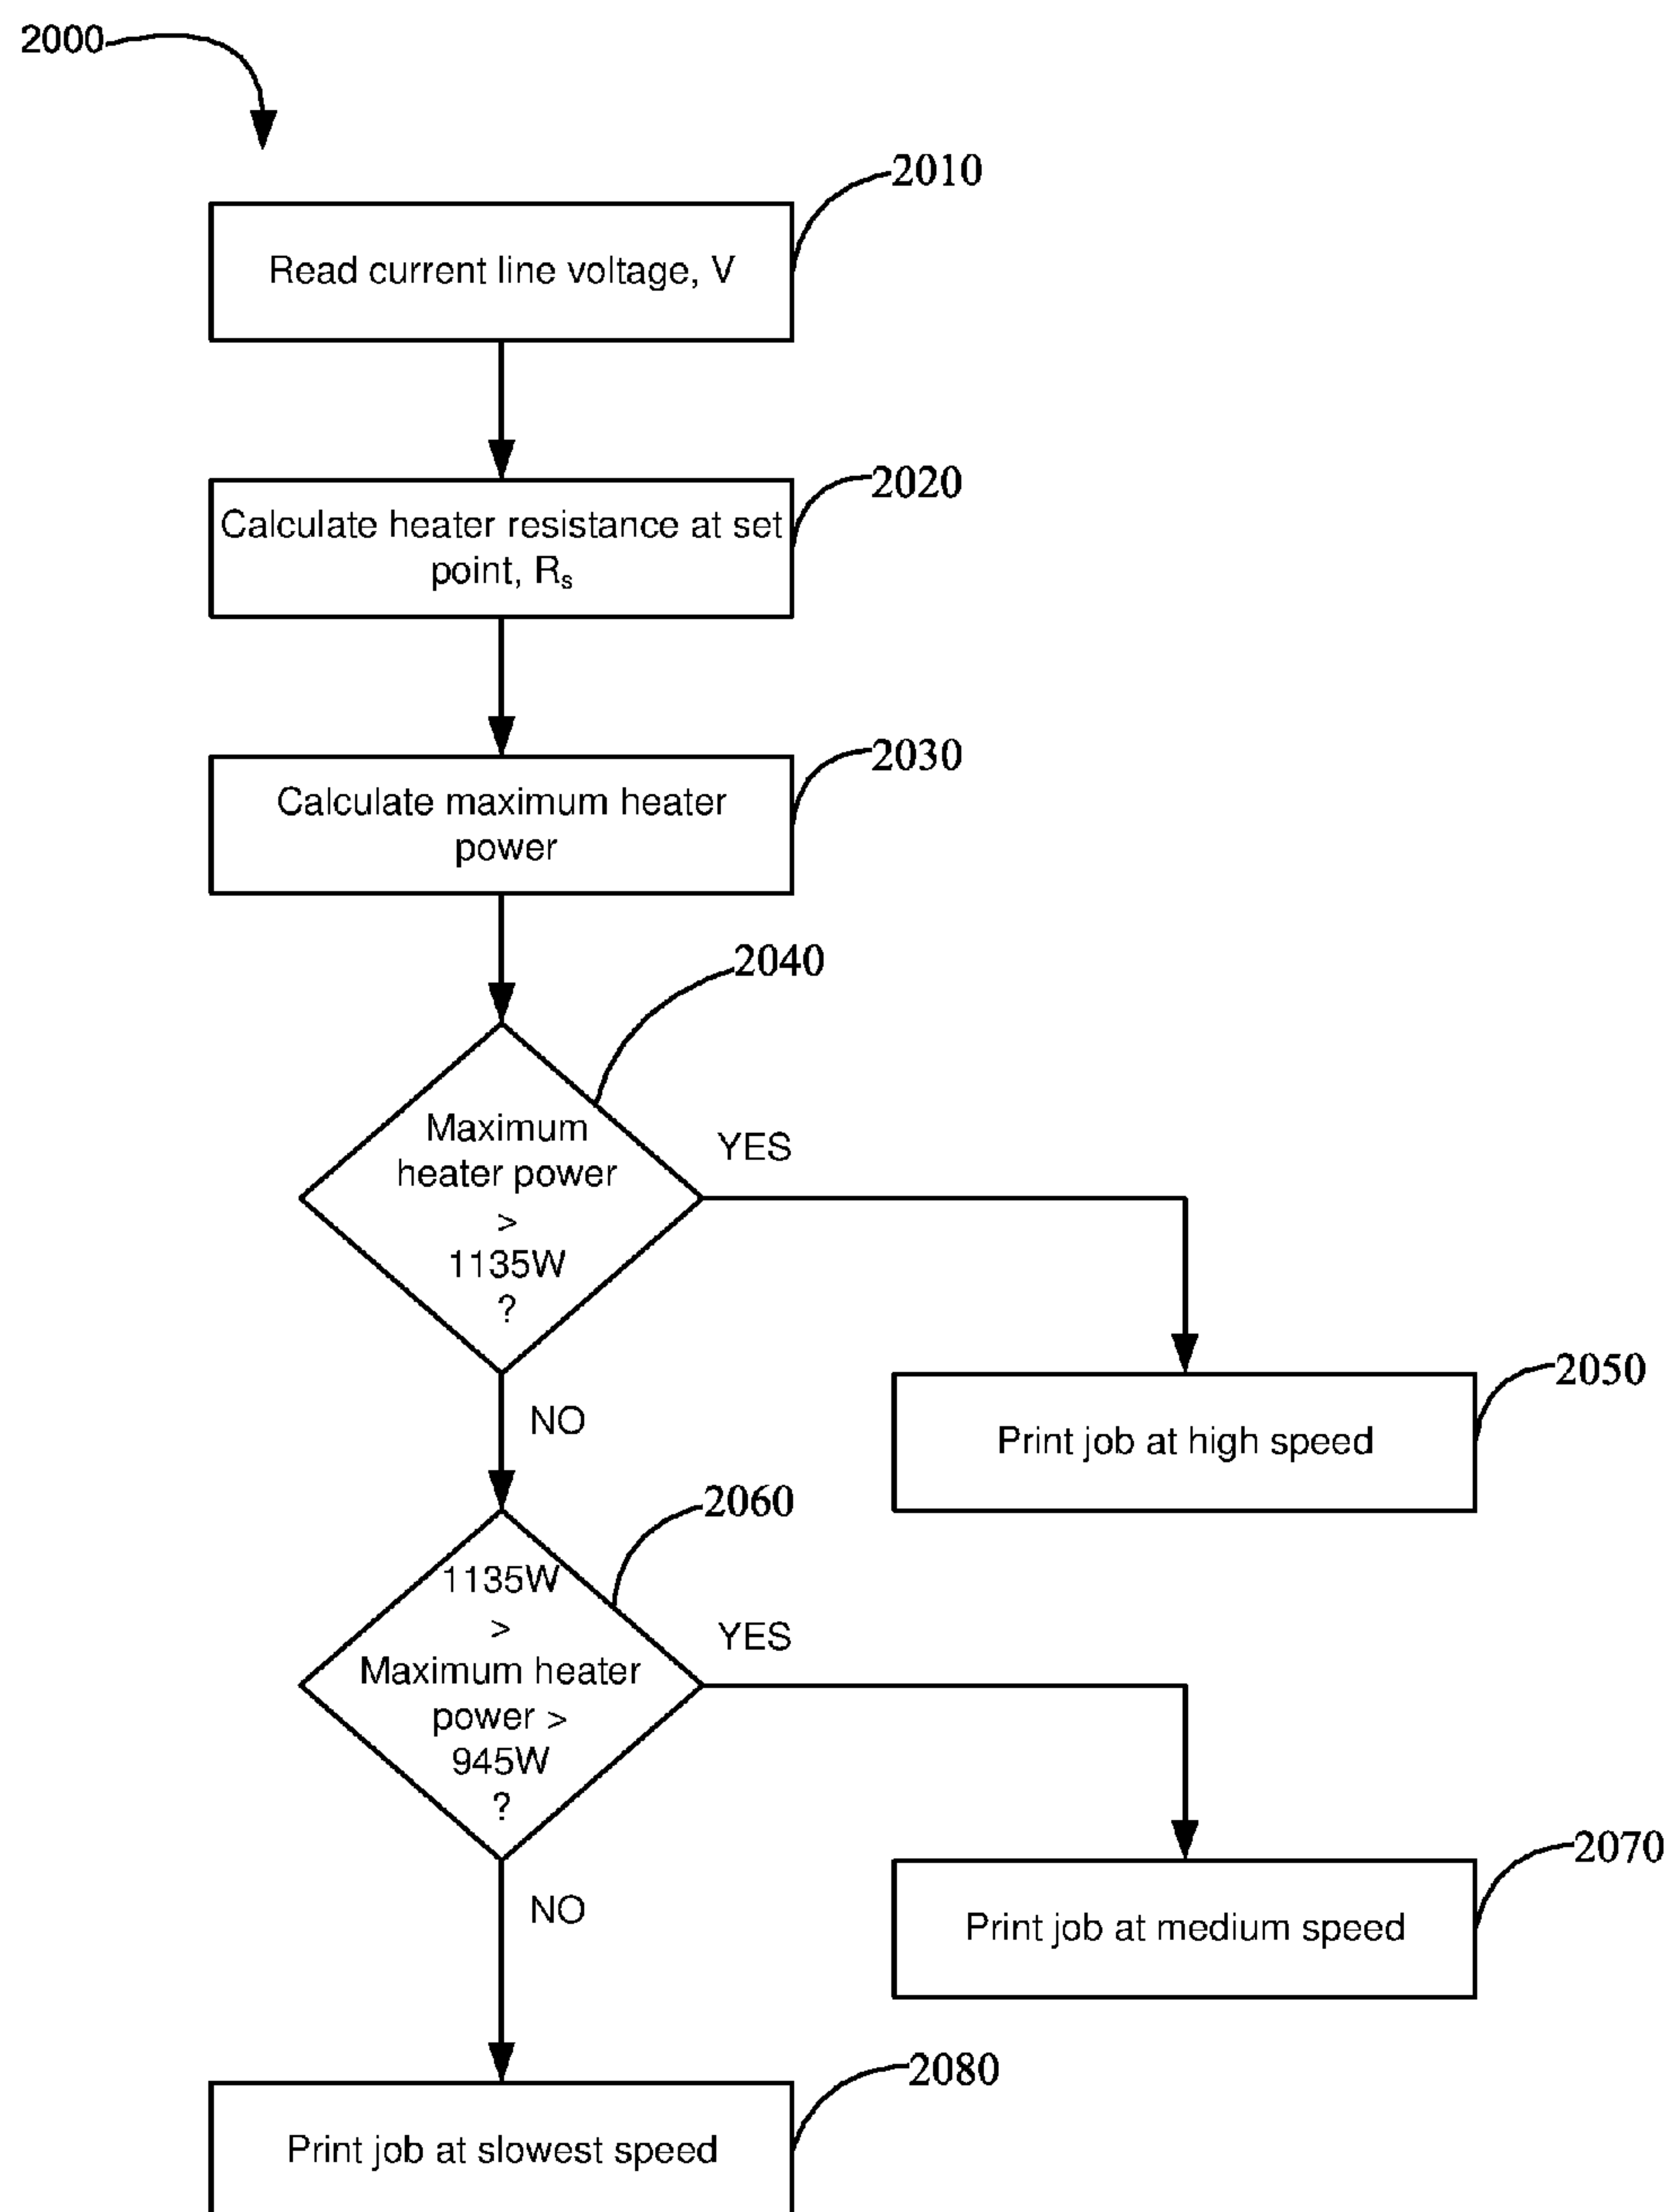 2000
2010
Read current line voltage, V
2020
Calculate heater resistance at set
point, Rs
2030
Calculate maximum heater
power
2040
Maximum
heater power
>
1135W
?
YES
2050
Print job at high speed
NO
2060
1135W
>
Maximum heater
power >
945W
?
YES
2070
Print job at medium speed
NO
2080
Print job at slowest speed